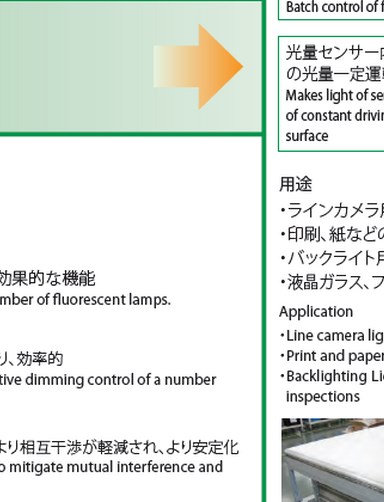 効果的な機能
mber of fluorescent lamps.
り、効率的
tive dimming control of a number
より相互干渉が軽減され、より安定化
o mitigate mutual interference and
Batch control of f
光量センサー
の光量一定運
Makes light of se
of constant drivin
surface
用途
・ラインカメラ
・印刷、紙などの
・バックライト
・液晶ガラス、フ
Application
・Line camera lig
・Print and paper
・Backlighting Li
inspections